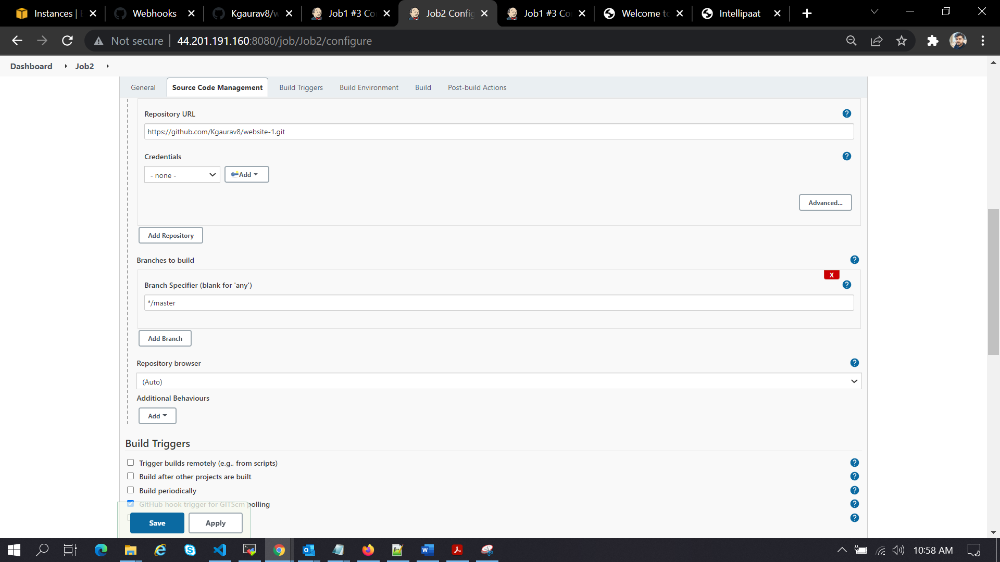 Instances | E
Webhooks
Kgaurav8/w
Job1 #3 Co
Job2 Config
Job1 #3 Co
Welcome to
Intellipaat
Not secure
44.201.191.160:8080/job/Job2/configure
Dashboard
Job2
General
Source Code Management
Build Triggers
Build Environment
Build
Post-build Actions
Repository URL
?
https://github.com/Kgaurav8/website-1.git
Credentials
?
- none -
Add
Advanced...
Add Repository
Branches to build
?
X
Branch Specifier (blank for 'any')
?
*/master
Add Branch
Repository browser
?
(Auto)
Additional Behaviours
Add
Build Triggers
Trigger builds remotely (e.g., from scripts)
?
Build after other projects are built
?
Build periodically
?
GitHub hook trigger for GITScm polling
?
?
Save
Apply
10:58 AM